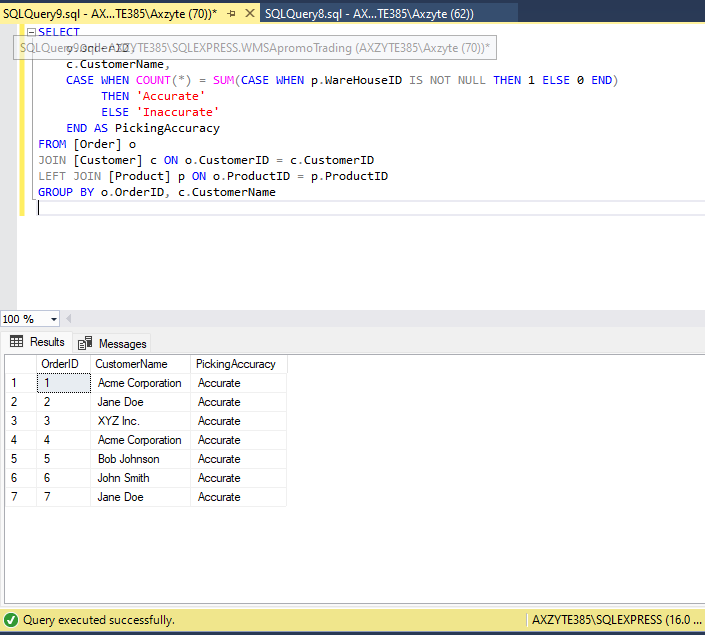 SQLQuery9.sql - AX...TE385\Axzyte (70))*
SQLQuery8.sql - AX...TE385\Axzyte (62))
SELECT
SQLQuery9.sql - AXZYTE385\SQLEXPRESS.WMSApromoTrading (AXZYTE385\Axzyte (70))*
o.OrderID,
c.CustomerName,
CASE WHEN COUNT(*) = SUM(CASE WHEN p.WareHouseID IS NOT NULL THEN 1 ELSE 0 END)
THEN 'Accurate'
ELSE 'Inaccurate'
END AS PickingAccuracy
FROM [Order] o
JOIN [Customer] c ON o.CustomerID = c.CustomerID
LEFT JOIN [Product] p ON o.ProductID = p.ProductID
GROUP BY o.OrderID, c.CustomerName
100 %
Results Messages
OrderID CustomerName PickingAccuracy
1 1 Acme Corporation Accurate
2 2 Jane Doe Accurate
3 3 XYZ Inc. Accurate
4 4 Acme Corporation Accurate
5 5 Bob Johnson Accurate
6 6 John Smith Accurate
7 7 Jane Doe Accurate
Query executed successfully.
AXZYTE385\SQLEXPRESS (16.0 ...